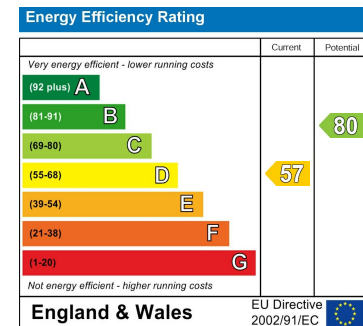 Energy Efficiency Rating
Current Potential
Very energy efficient - lower running costs
(92 plus) A
(81-91) B
(69-80) C
(55-68) D
(39-54) E
(21-38) F
(1-20) G
57
80
Not energy efficient - higher running costs
England & Wales
EU Directive
2002/91/EC